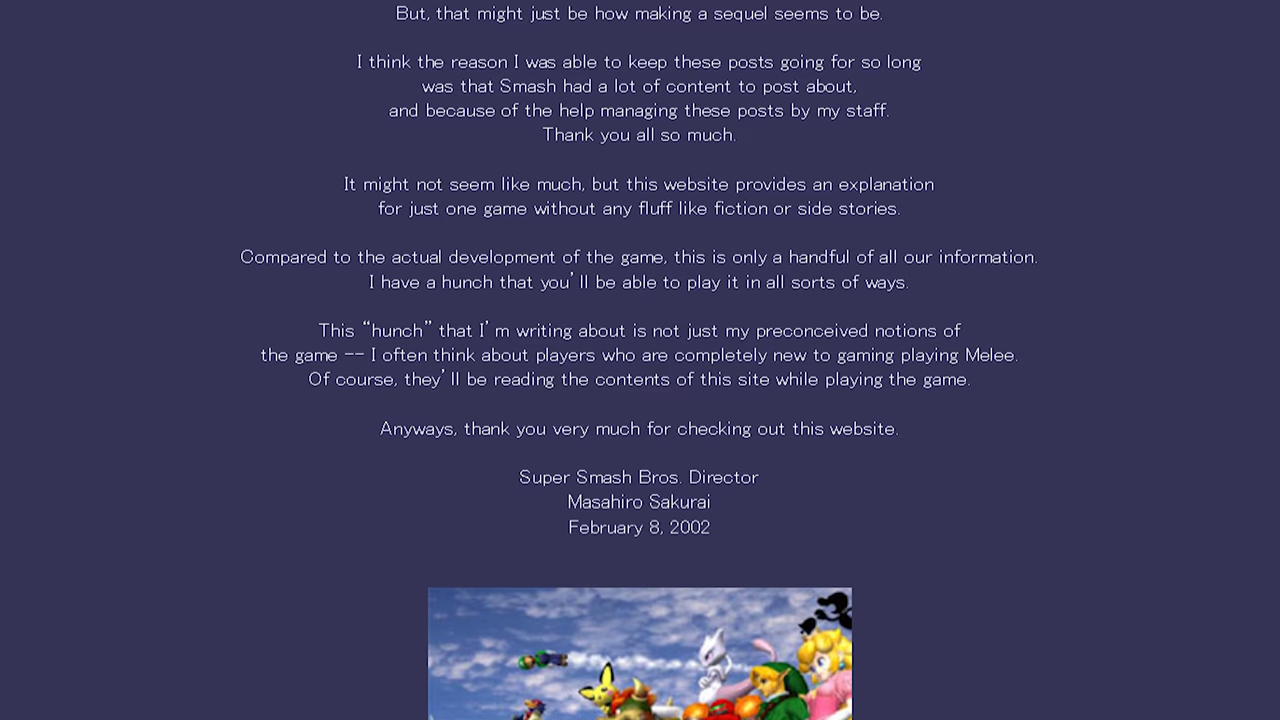 But, that might just be how making a sequel seems to be.
I think the reason I was able to keep these posts going for so long
was that Smash had a lot of content to post about,
and because of the help managing these posts by my staff.
Thank you all so much.
It might not seem like much, but this website provides an explanation
for just one game without any fluff like fiction or side stories.
Compared to the actual development of the game, this is only a handful of all our information.
I have a hunch that you’ll be able to play it in all sorts of ways.
This “hunch” that I’m writing about is not just my preconceived notions of
the game -- I often think about players who are completely new to gaming playing Melee.
Of course, they’ll be reading the contents of this site while playing the game.
Anyways, thank you very much for checking out this website.
Super Smash Bros. Director
Masahiro Sakurai
February 8, 2002